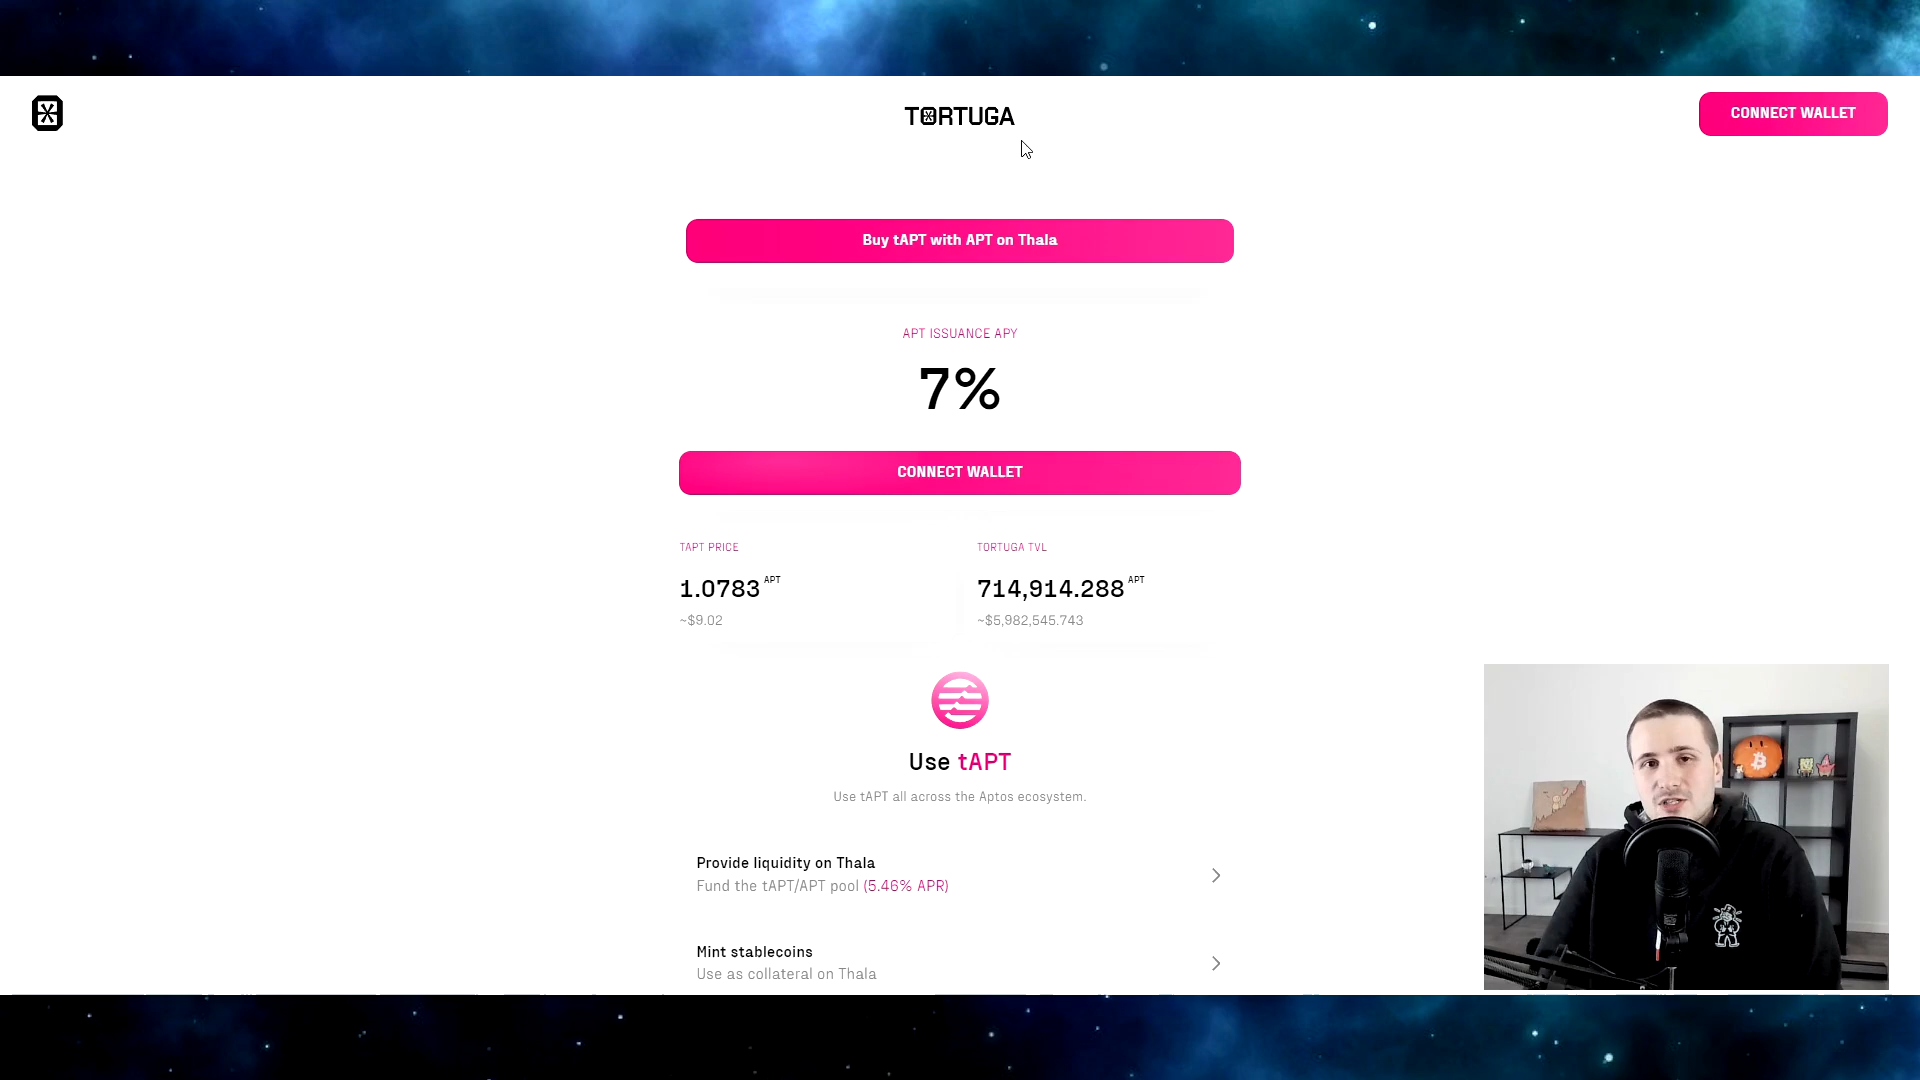 TORTUGA
CONNECT WALLET
Buy tAPT with APT on Thala
APT ISSUANCE APY
7%
CONNECT WALLET
TAPT PRICE
1.0783 APT
~$9.02
TORTUGA TVL
714,914.288 APT
~$5,982,545.743
Use tAPT
Use tAPT all across the Aptos ecosystem.
Provide liquidity on Thala
Fund the tAPT/APT pool (5.46% APR)
Mint stablecoins
Use as collateral on Thala